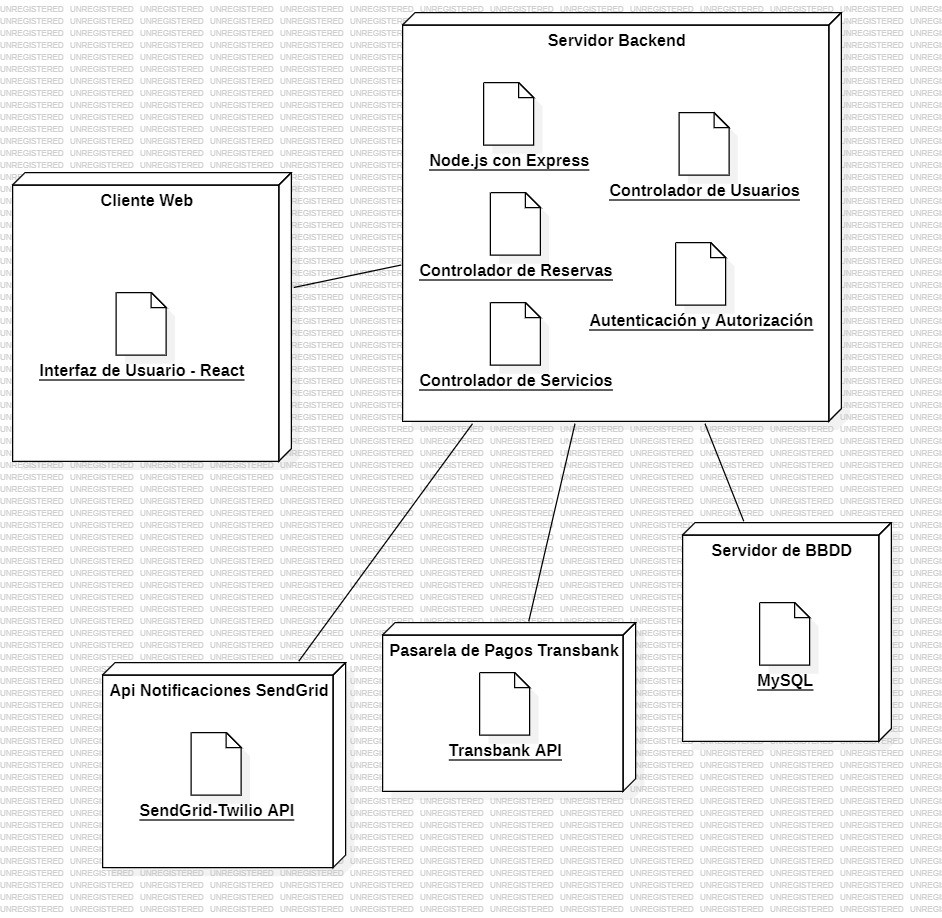 Servidor Backend
Node.js con Express
Controlador de Usuarios
Cliente Web
Controlador de Reservas
Autenticación y Autorización
Interfaz de Usuario - React
Controlador de Servicios
Servidor de BBDD
Pasarela de Pagos Transbank
MySQL
Api Notificaciones SendGrid
Transbank API
SendGrid-Twilio API
UNREGISTERED